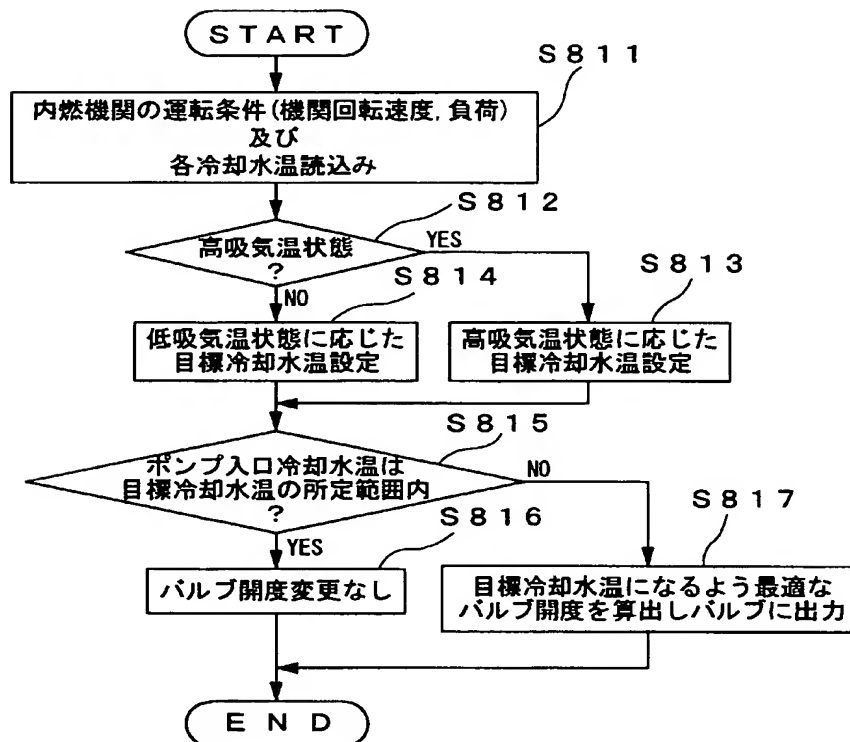 START
S811
内燃機関の運転条件(機関回転速度,負荷)
及び
各冷却水温読込み
S812
高吸気温状態
?
YES
NO
S814
S813
低吸気温状態に応じた
目標冷却水温設定
高吸気温状態に応じた
目標冷却水温設定
S815
ポンプ入口冷却水温は
目標冷却水温の所定範囲内
?
NO
YES
S816
S817
バルブ開度変更なし
目標冷却水温になるよう最適な
バルブ開度を算出しバルブに出力
END